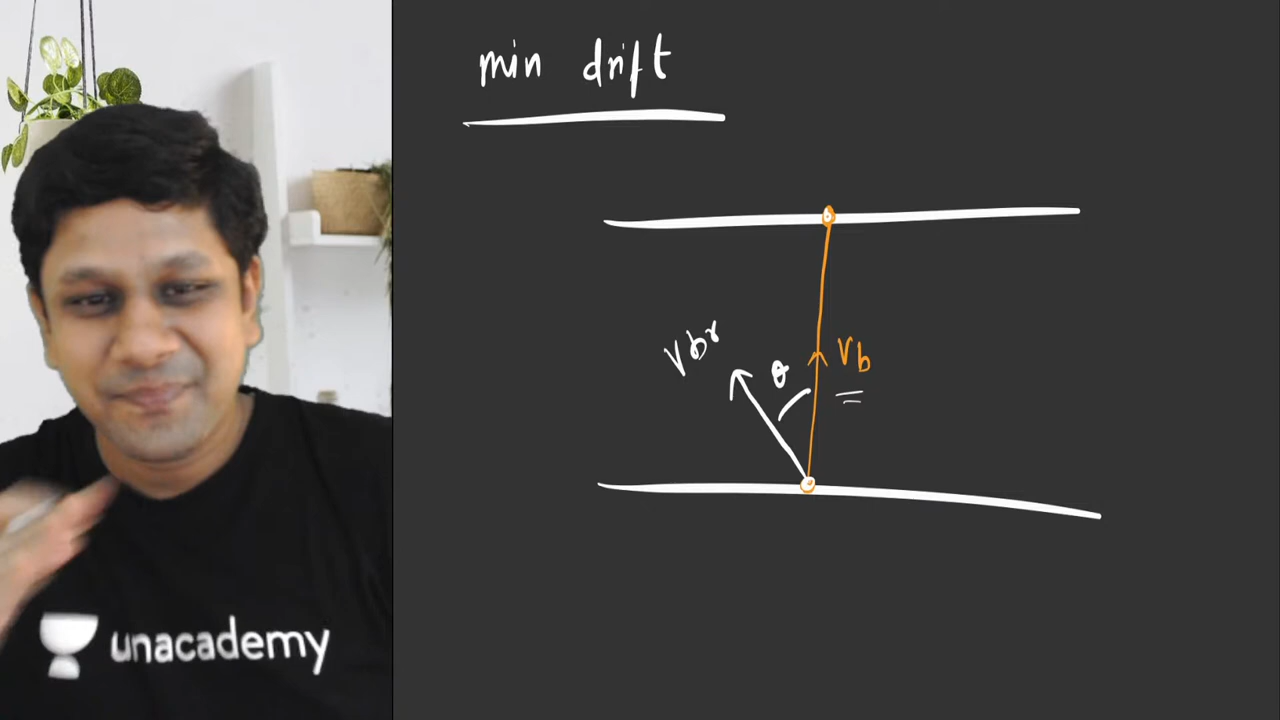 min drift
Vbr
θ
Vb
unacademy